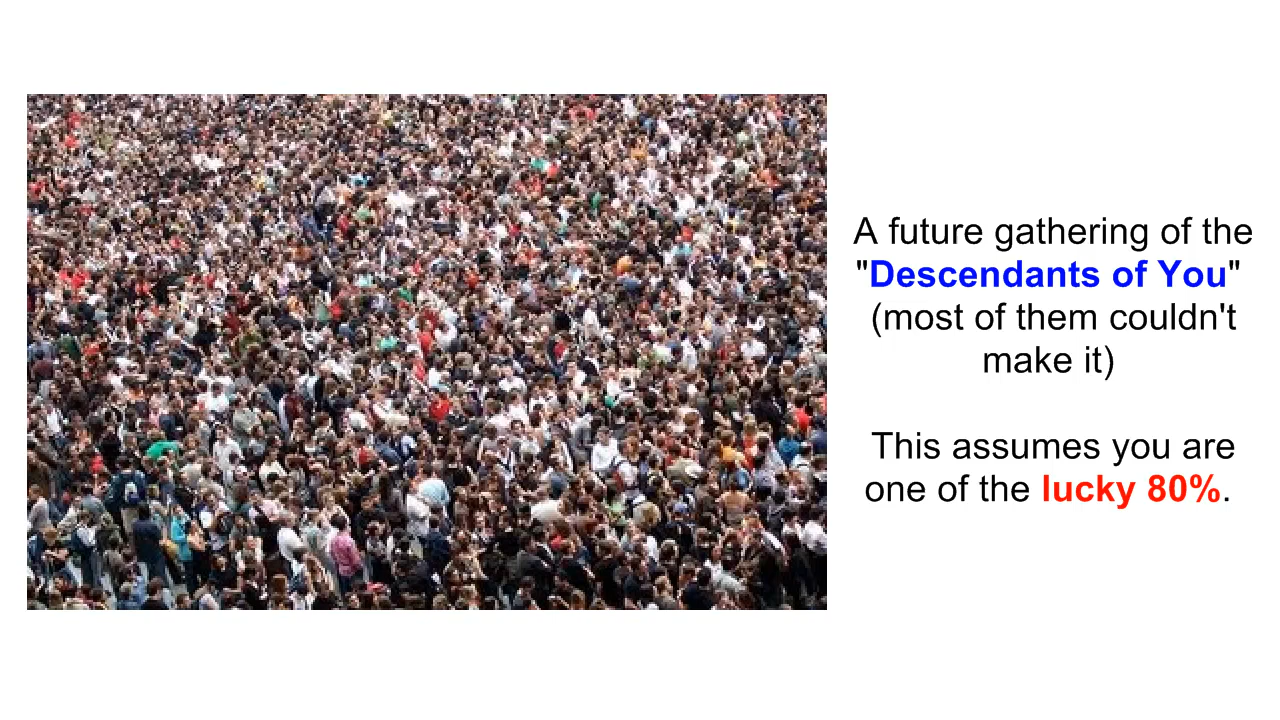 A future gathering of the
"Descendants of You"
(most of them couldn't
make it)
This assumes you are
one of the lucky 80%.